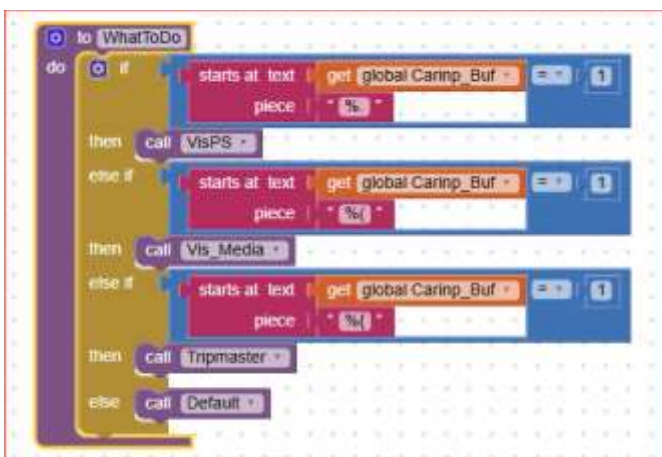 to WhatToDo
do if starts at text get global Carinp_Buf = 1
piece " %. "
then call VisPS
else if starts at text get global Carinp_Buf = 1
piece " %( "
then call Vis_Media
else if starts at text get global Carinp_Buf = 1
piece " "
then call Tripmaster
else call Default